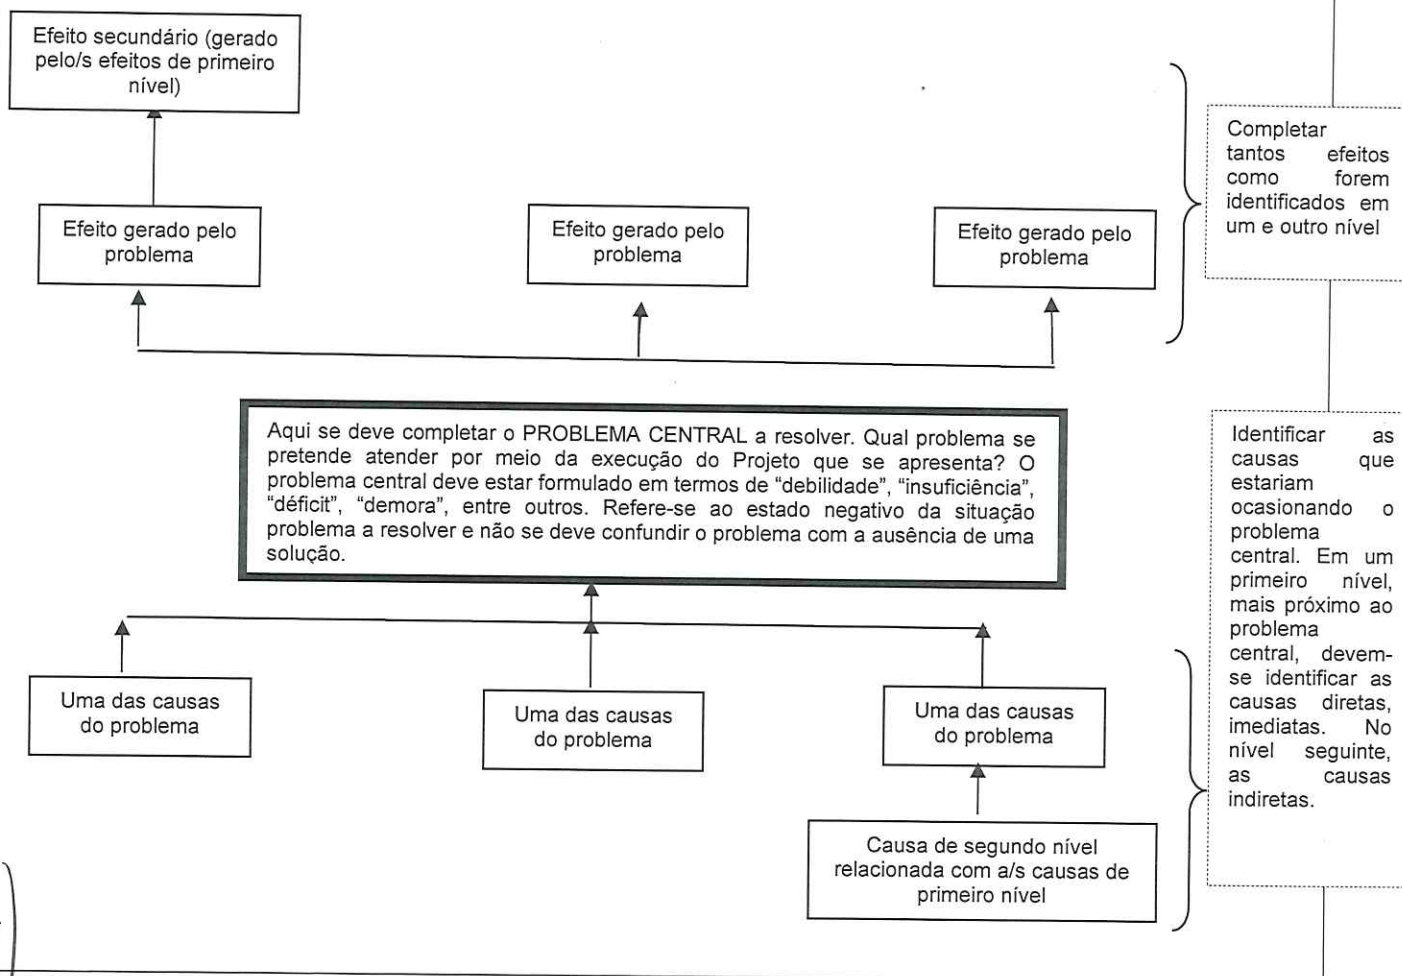 Efeito secundário (gerado
pelo/s efeitos de primeiro
nível)
Completar
tantos efeitos
como forem
identificados em
um e outro nível
Efeito gerado pelo
problema
Efeito gerado pelo
problema
Efeito gerado pelo
problema
Aqui se deve completar o PROBLEMA CENTRAL a resolver. Qual problema se
pretende atender por meio da execução do Projeto que se apresenta? O
problema central deve estar formulado em termos de “debilidade”, “insuficiência”,
“déficit”, “demora”, entre outros. Refere-se ao estado negativo da situação
problema a resolver e não se deve confundir o problema com a ausência de uma
solução.
Identificar as
causas que
estariam
ocasionando o
problema
central. Em um
primeiro nível,
mais próximo ao
problema
central, devem-
se identificar as
causas diretas,
imediatas. No
nível seguinte,
as causas
indiretas.
Uma das causas
do problema
Uma das causas
do problema
Uma das causas
do problema
Causa de segundo nível
relacionada com a/s causas de
primeiro nível